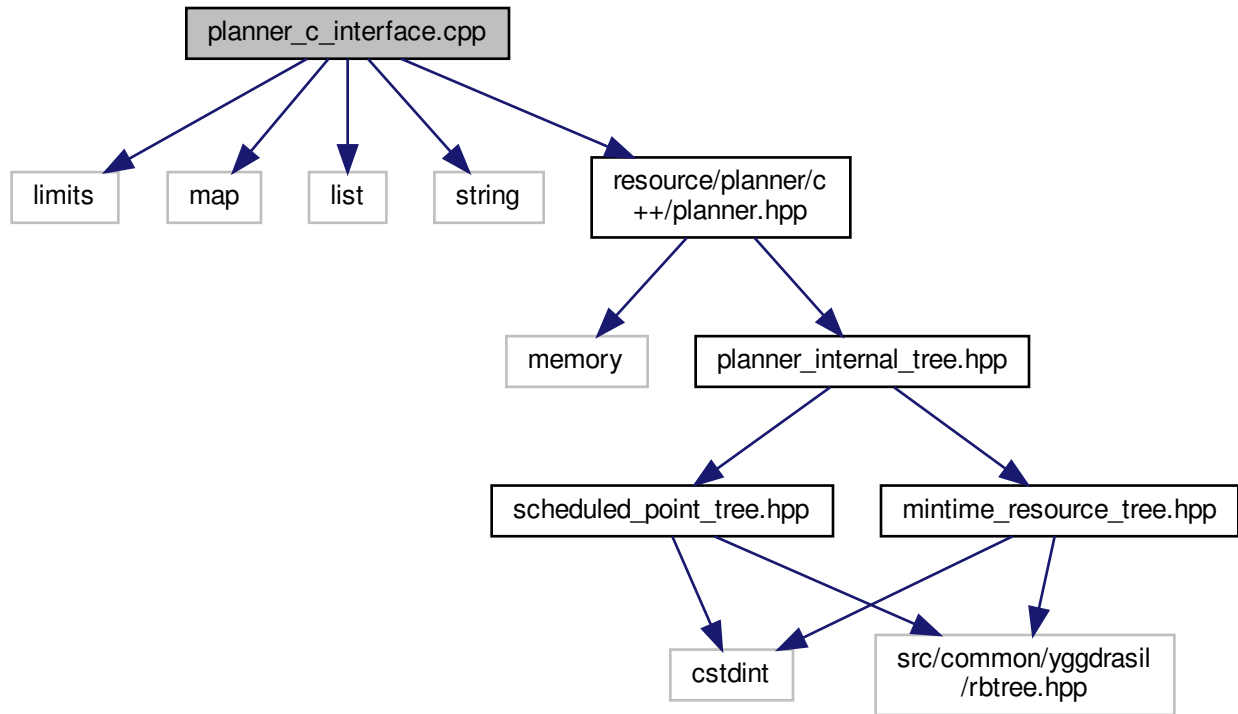 planner_c_interface.cpp
limits
map
list
string
resource/planner/c
++/planner.hpp
memory
planner_internal_tree.hpp
scheduled_point_tree.hpp
mintime_resource_tree.hpp
cstdint
src/common/yggdrasil
/rbtree.hpp